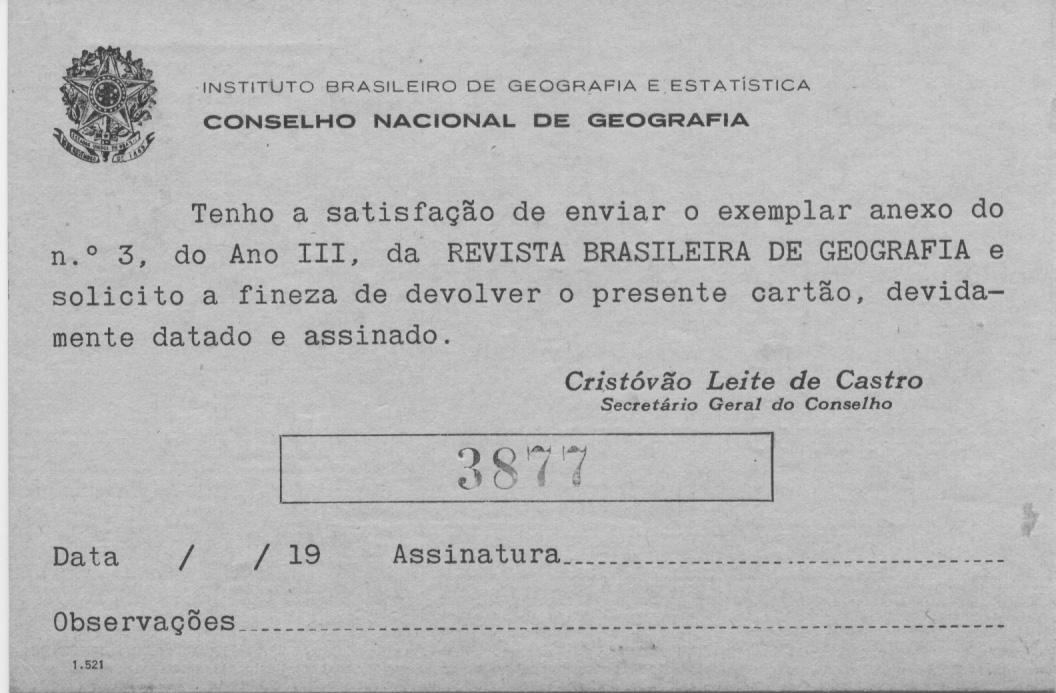 INSTITUTO BRASILEIRO DE GEOGRAFIA E ESTATÍSTICA
CONSELHO NACIONAL DE GEOGRAFIA
Tenho a satisfação de enviar o exemplar anexo do
n.º 3, do Ano III, da REVISTA BRASILEIRA DE GEOGRAFIA e
solicito a fineza de devolver o presente cartão, devida-
mente datado e assinado.
Cristóvão Leite de Castro
Secretário Geral do Conselho
3877
Data / / 19 Assinatura
Observações
1.521